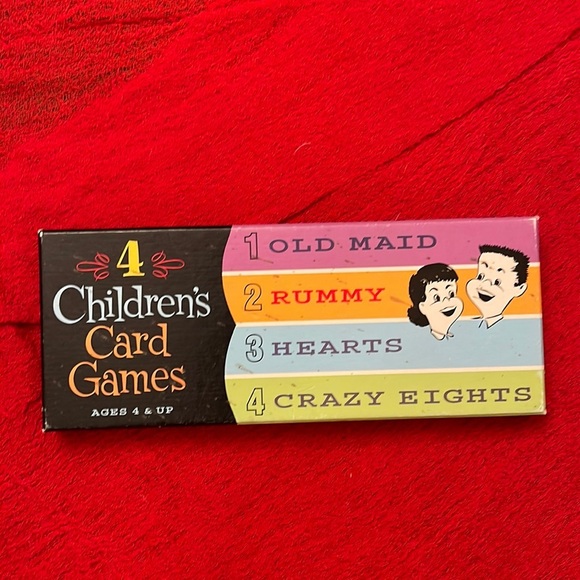 4
Children's
Card
Games
AGES 4 & UP
1 OLD MAID
2 RUMMY
3 HEARTS
4 CRAZY EIGHTS